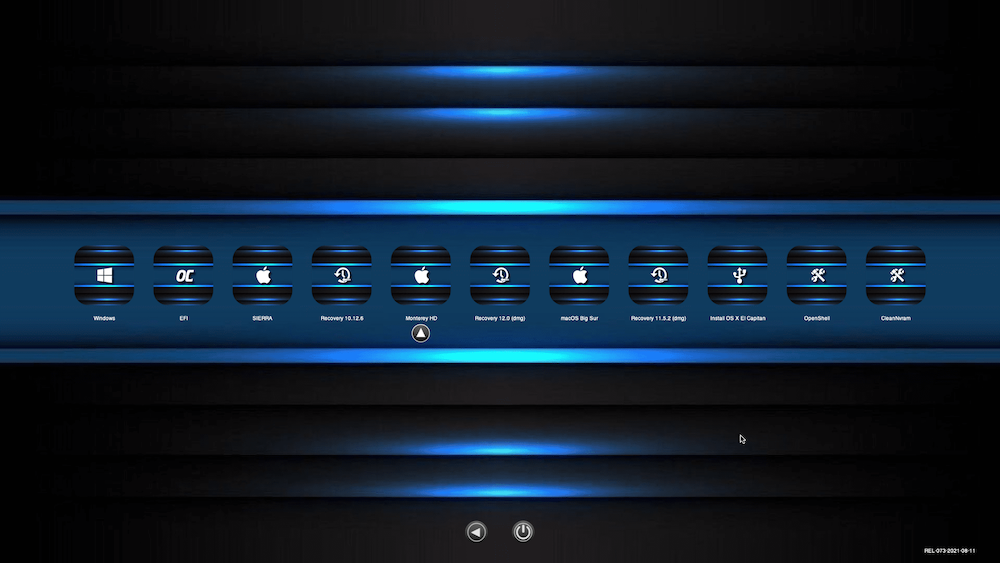 OC
Windows
EFI
SIERRA
Recovery 10.12.6
Monterey HD
Recovery 12.0 (dmg)
macOS Big Sur
Recovery 11.5.2 (dmg)
Install OS X El Capitan
OpenShell
CleanNvram
REL-073-2021-08-11